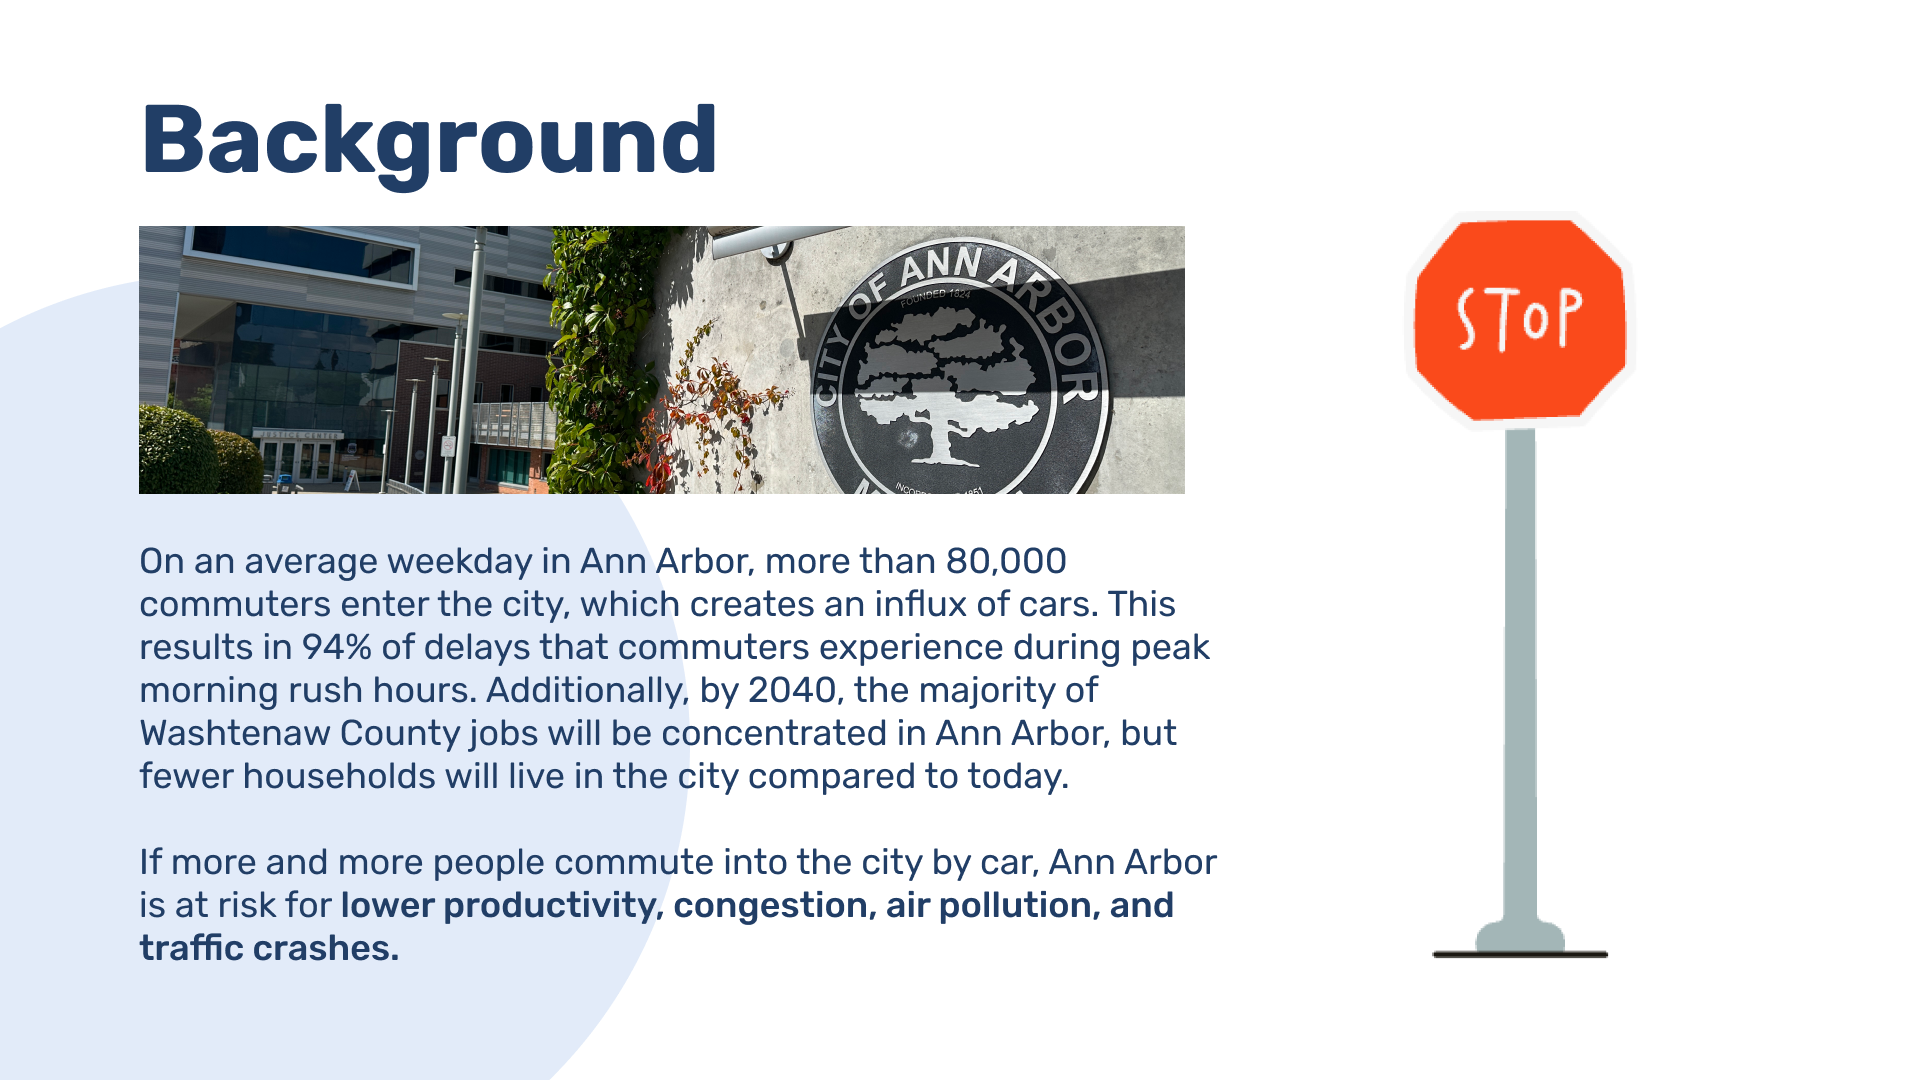 Background
CITY OF ANN ARBOR
FOUNDED 1824
JUSTICE CENTER
On an average weekday in Ann Arbor, more than 80,000
commuters enter the city, which creates an influx of cars. This
results in 94% of delays that commuters experience during peak
morning rush hours. Additionally, by 2040, the majority of
Washtenaw County jobs will be concentrated in Ann Arbor, but
fewer households will live in the city compared to today.
If more and more people commute into the city by car, Ann Arbor
is at risk for lower productivity, congestion, air pollution, and
traffic crashes.
STOP